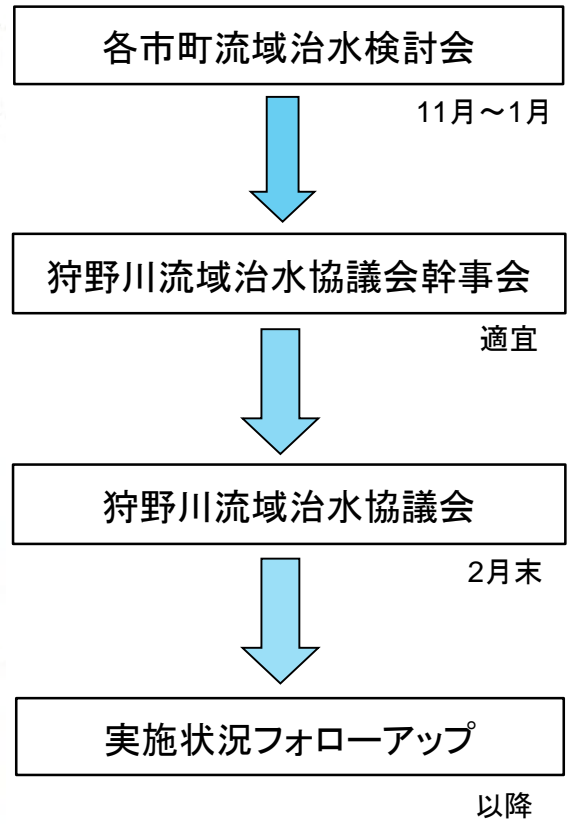 各市町流域治水検討会
11月～1月
狩野川流域治水協議会幹事会
適宜
狩野川流域治水協議会
2月末
実施状況フォローアップ
以降